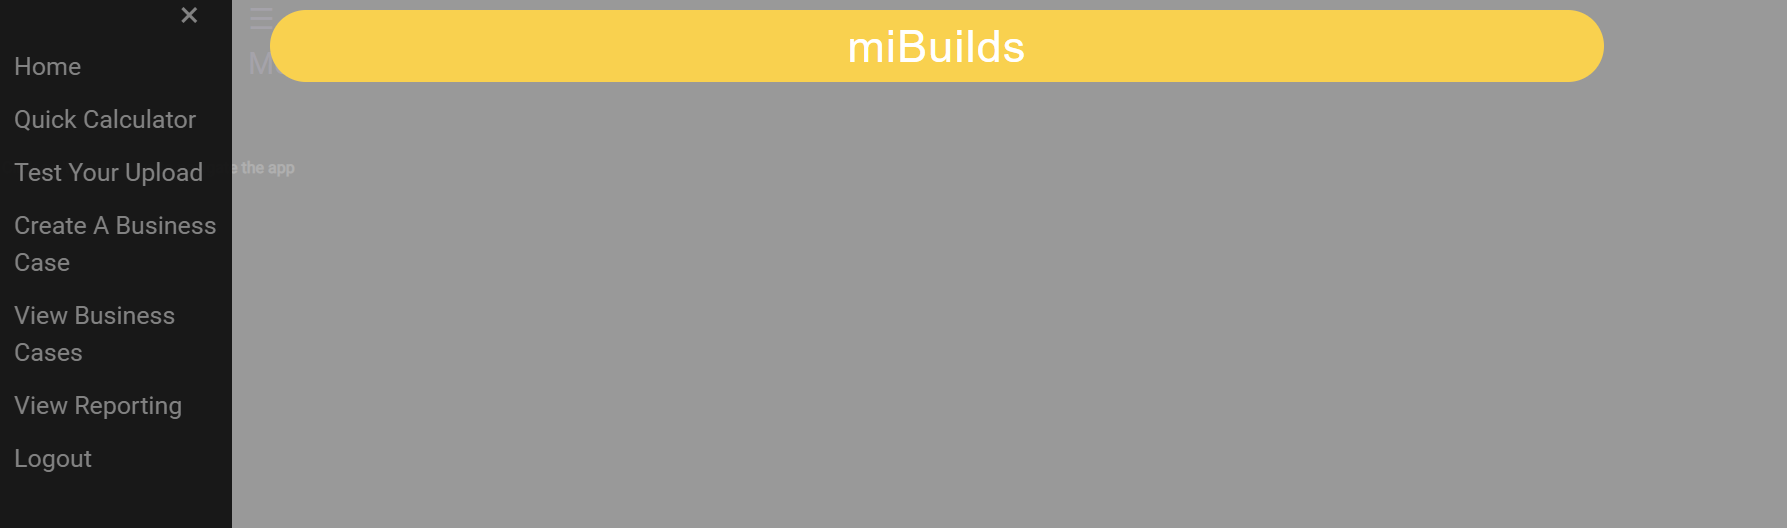 ×
miBuilds
Home
Quick Calculator
Test Your Upload
the app
Create A Business
Case
View Business
Cases
View Reporting
Logout